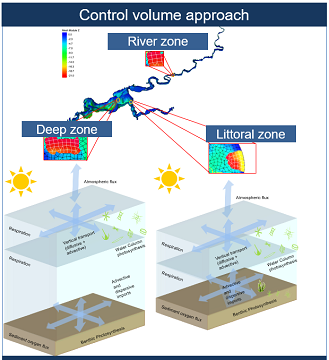 Control volume approach
River zone
Deep zone
Littoral zone
Atmospheric flux
Atmospheric flux
Respiration
Vertical transport
(diffusive +
advective)
Water Column
photosynthesis
Respiration
Advective
and dispersive
imports
Sediment oxygen flux
Benthic Photosynthesis
Respiration
Vertical transport
(diffusive +
advective)
Water Column
photosynthesis
Respiration
Advective
and dispersive
imports
Sediment oxygen flux
Benthic Photosynthesis